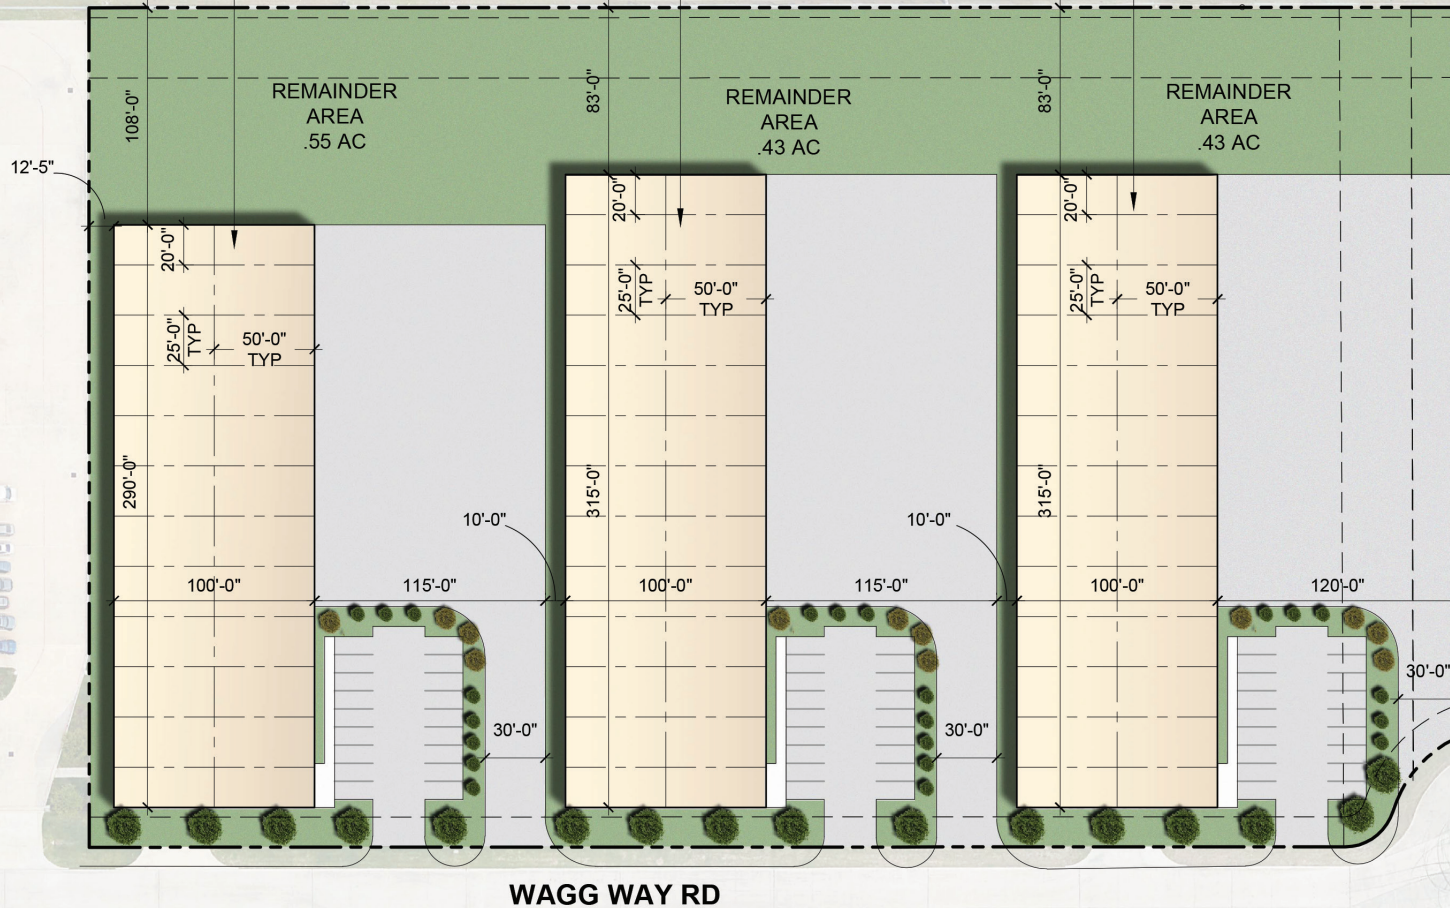 REMAINDER
AREA
.55 AC
REMAINDER
AREA
.43 AC
REMAINDER
AREA
.43 AC
108'-0"
83'-0"
83'-0"
12'-5"
20'-0"
20'-0"
20'-0"
25'-0"
TYP
50'-0"
TYP
25'-0"
TYP
50'-0"
TYP
25'-0"
TYP
50'-0"
TYP
290'-0"
315'-0"
315'-0"
10'-0"
10'-0"
100'-0"
115'-0"
100'-0"
115'-0"
100'-0"
120'-0"
30'-0"
30'-0"
30'-0"
WAGG WAY RD